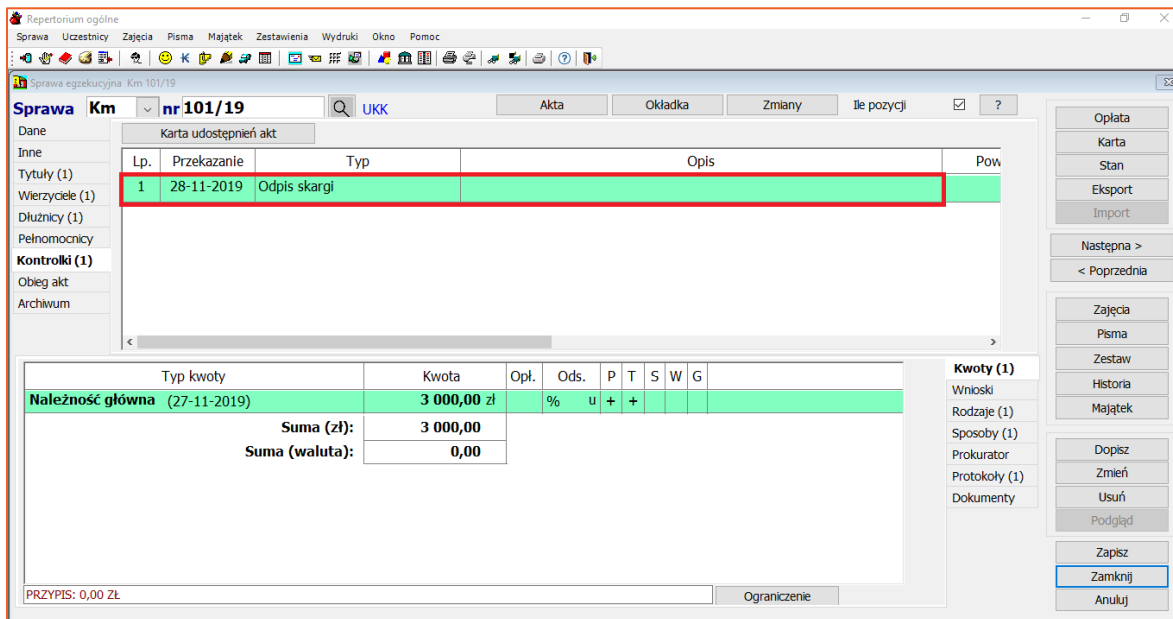 Repertorium ogólne
Sprawa Uczestnicy Zajęcia Pisma Majątek Zestawienia Wydruki Okno Pomoc
Sprawa egzekucyjna Km 101/19
Sprawa Km nr 101/19 UKK Akta Okładka Zmiany Ile pozycji ?
Dane
Inne
Tytuły (1)
Wierzyciele (1)
Dłużnicy (1)
Pełnomocnicy
Kontrolki (1)
Obieg akt
Archiwum
Karta udostępnień akt
Lp. Przekazanie Typ Opis Pow
1 28-11-2019 Odpis skargi
Typ kwoty Kwota Opł. Ods. P T S W G
Należność główna (27-11-2019) 3 000,00 zł % u + +
Suma (zł): 3 000,00
Suma (waluta): 0,00
PRZYPIS: 0,00 ZŁ
Ograniczenie
Kwoty (1)
Wnioski
Rodzaje (1)
Sposoby (1)
Prokurator
Protokoły (1)
Dokumenty
Opłata
Karta
Stan
Eksport
Import
Następna >
< Poprzednia
Zajęcia
Pisma
Zestaw
Historia
Majątek
Dopisz
Zmień
Usuń
Podgląd
Zapisz
Zamknij
Anuluj